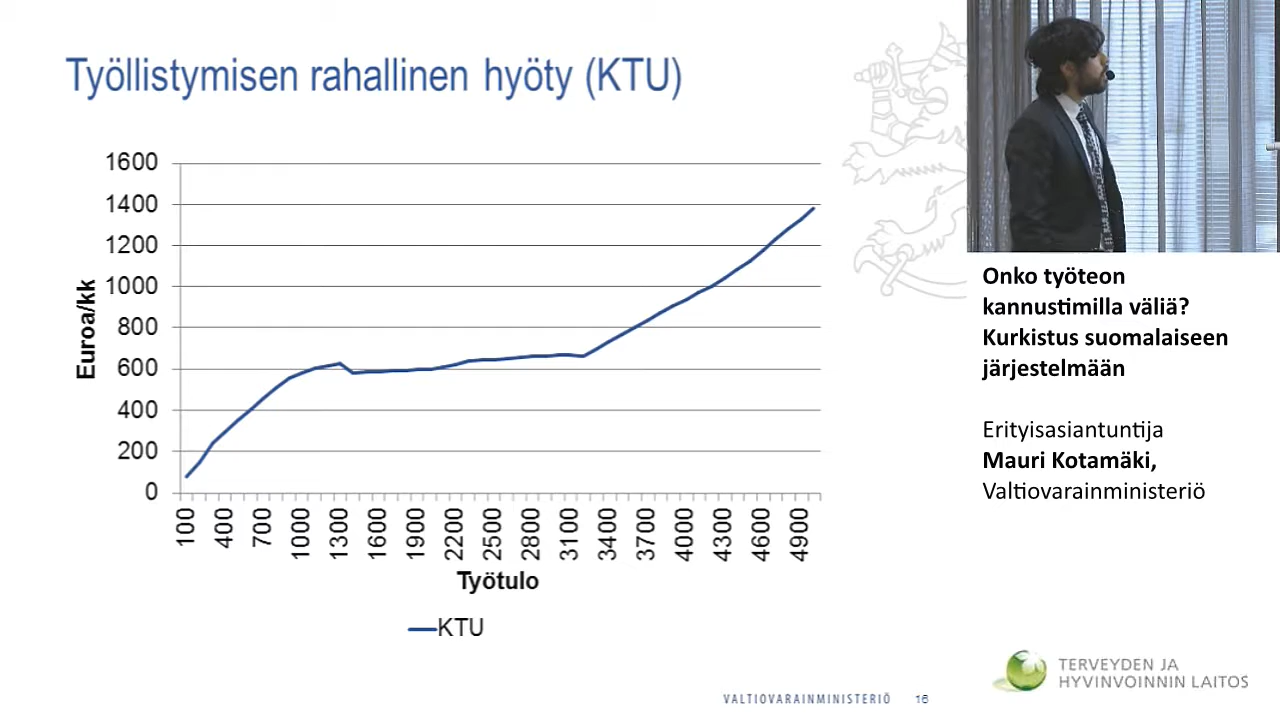 Työllistymisen rahallinen hyöty (KTU)
1600
1400
1200
1000
800
600
400
200
0
Euroa/kk
100
400
700
1000
1300
1600
1900
2200
2500
2800
3100
3400
3700
4000
4300
4600
4900
Työtulo
KTU
VALTIOVARAINMINISTERIÖ 16
Onko työteon
kannustimilla väliä?
Kurkistus suomalaiseen
järjestelmään
Erityisasiantuntija
Mauri Kotamäki,
Valtiovarainministeriö
TERVEYDEN JA
HYVINVOINNIN LAITOS